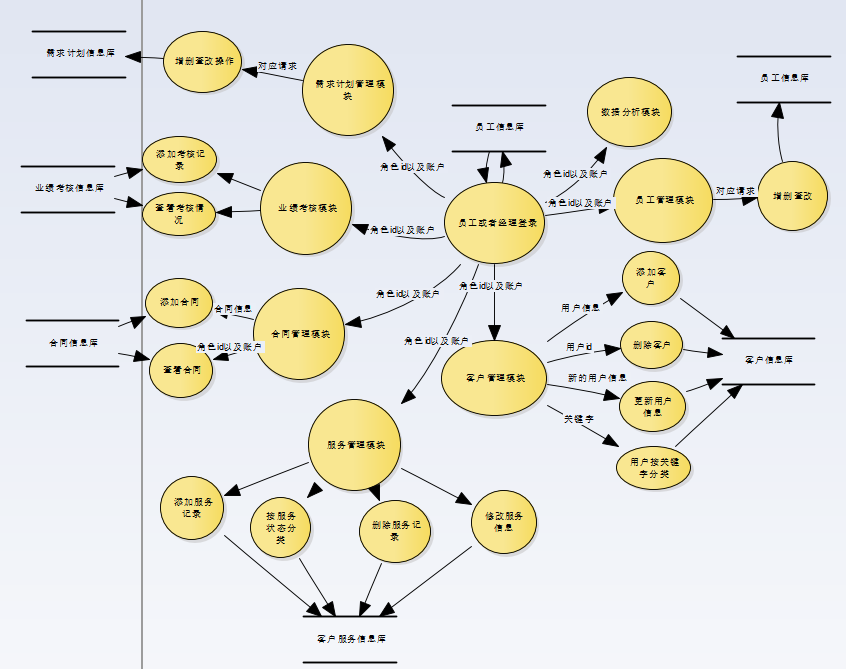 需求计划信息库
增删查改操作
对应请求
需求计划管理模
块
员工信息库
数据分析模块
员工信息库
添加考核记
录
业绩考核信息库
查看考核情
况
业绩考核模块
角色id以及账户
角色id以及账户
员工或者经理登录
角色id以及账户
角色id以及账户
员工管理模块
对应请求
增删查改
添加合同
合同信息
合同管理模块
合同信息库
角色id以及账户
查看合同
角色id以及账户
角色id以及账户
角色id以及账户
客户管理模块
用户信息
添加客
户
用户id
删除客户
客户信息库
新的用户信息
更新用户
信息
关键字
用户按关键
字分类
服务管理模块
添加服务
记录
按服务
状态分
类
删除服务记
录
修改服务
信息
客户服务信息库